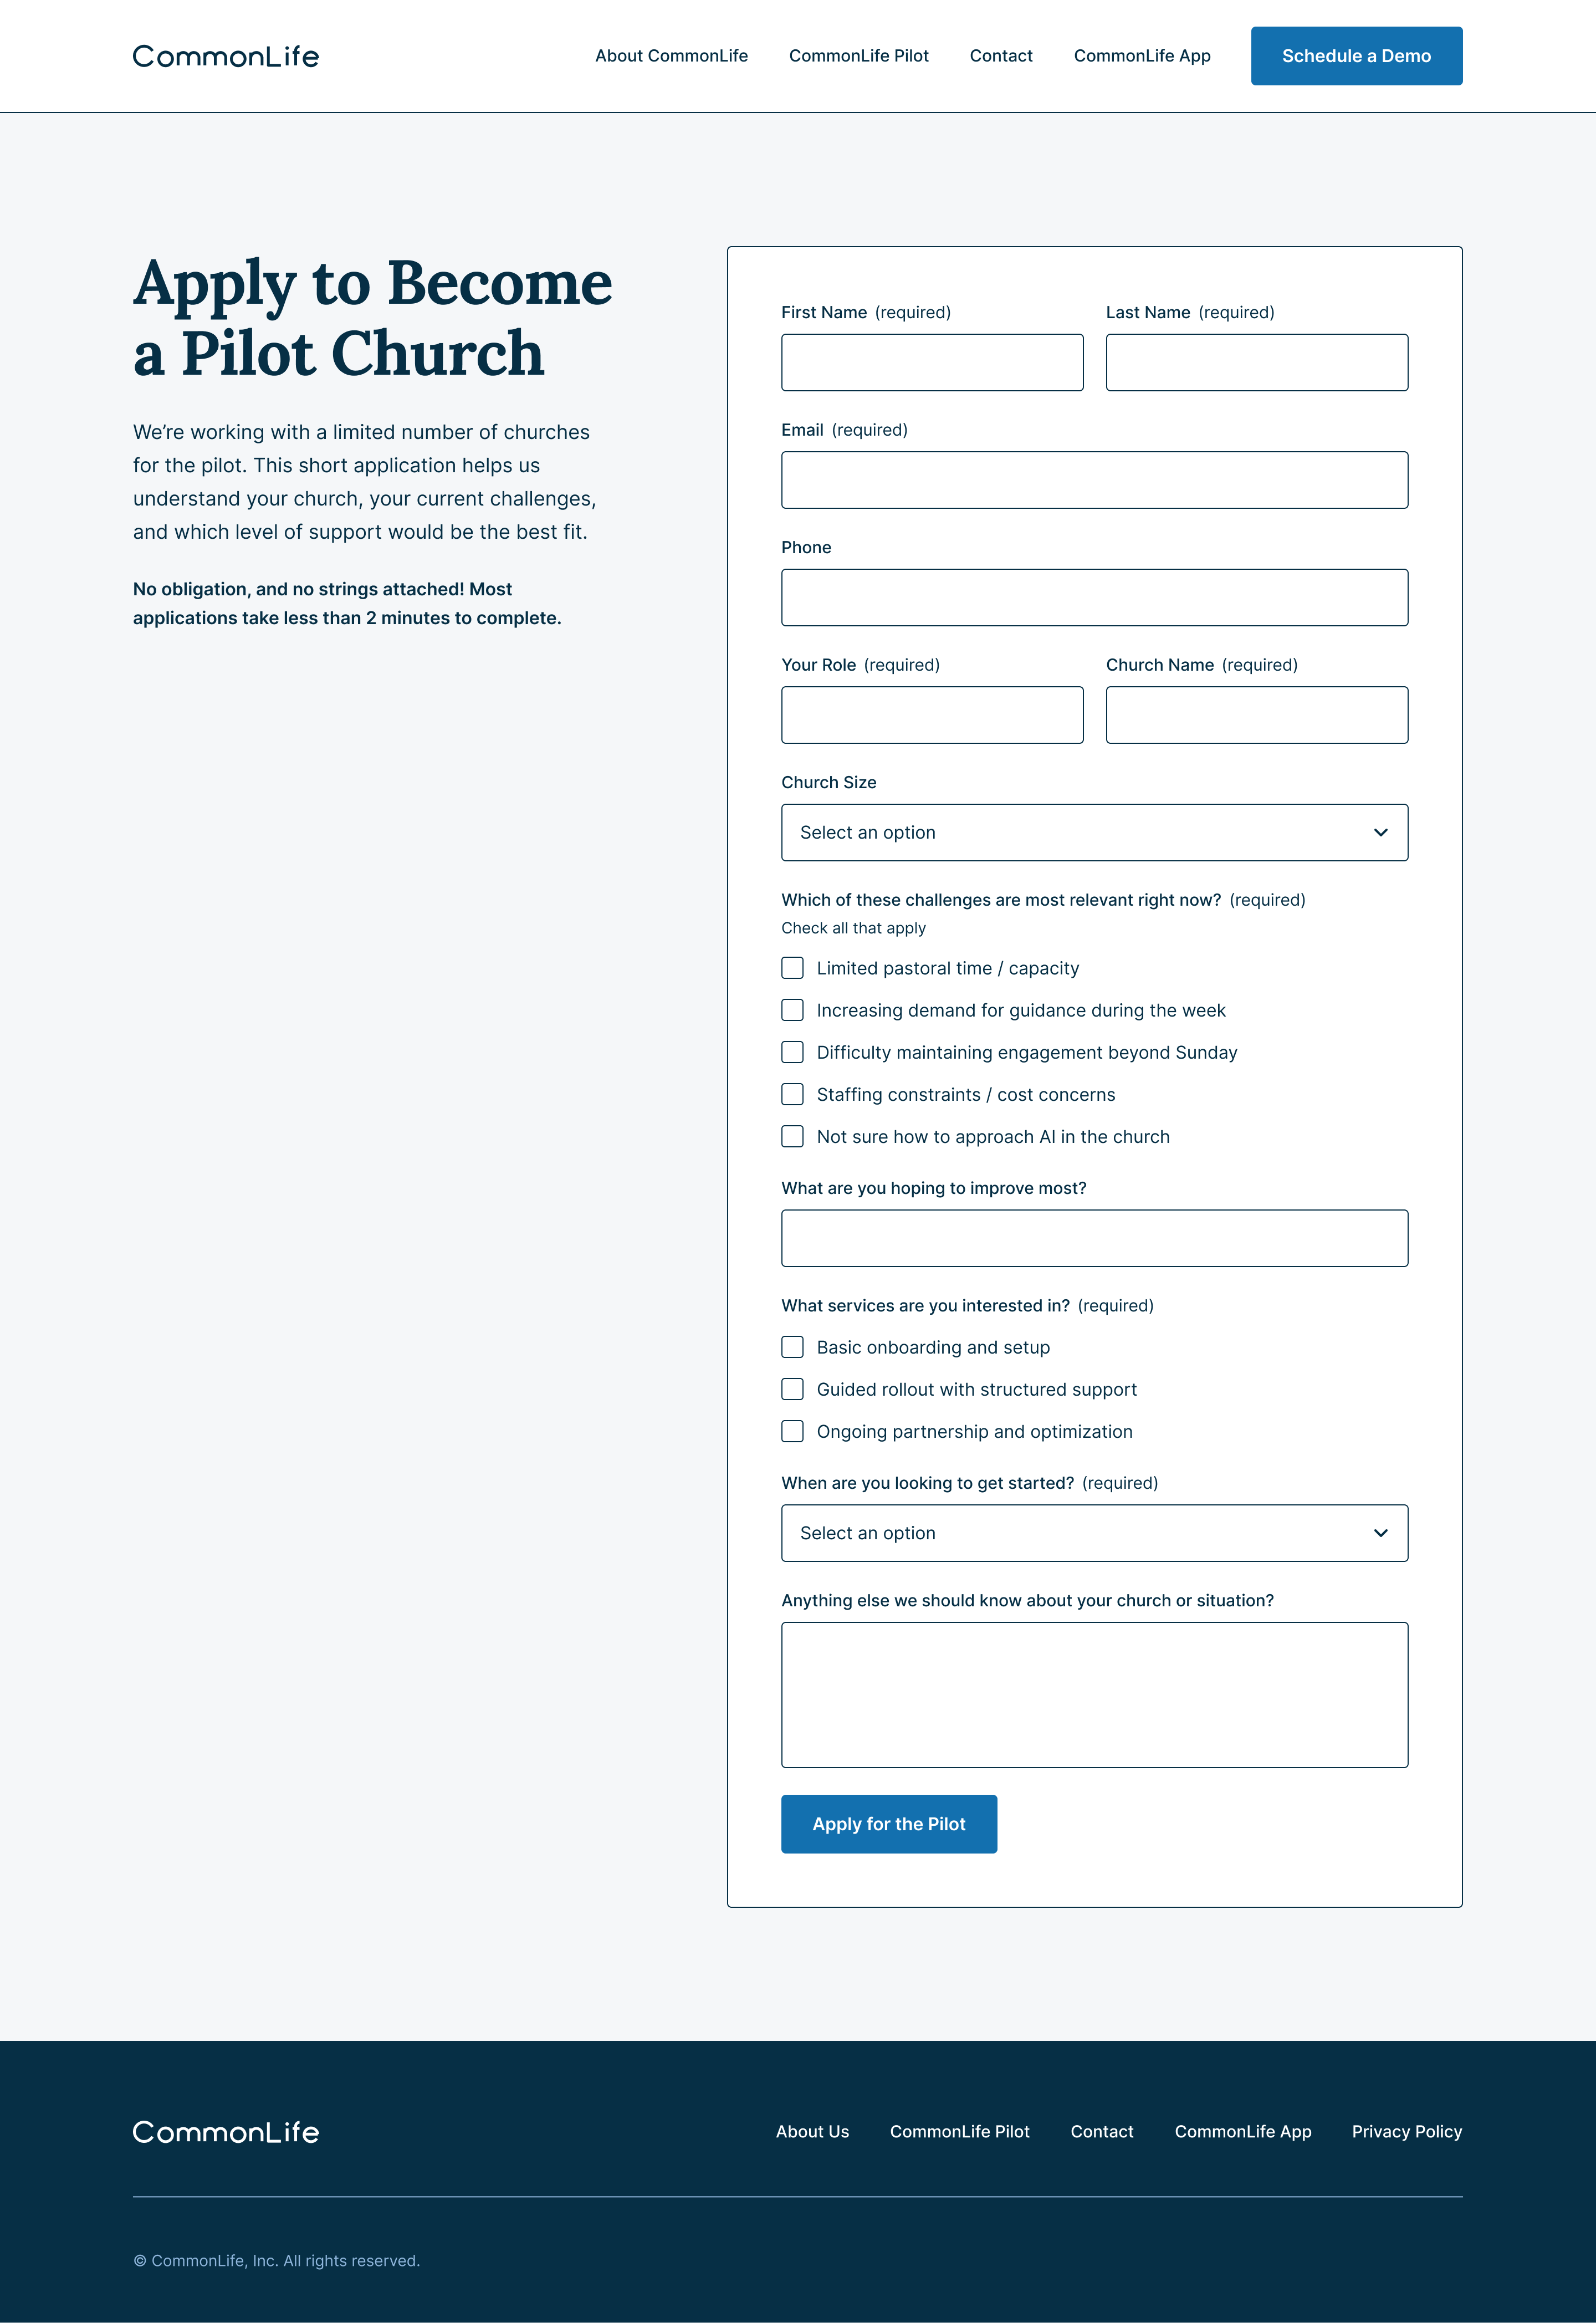 CommonLife
About CommonLife
CommonLife Pilot
Contact
CommonLife App
Schedule a Demo
Apply to Become
a Pilot Church
We’re working with a limited number of churches
for the pilot. This short application helps us
understand your church, your current challenges,
and which level of support would be the best fit.
No obligation, and no strings attached! Most
applications take less than 2 minutes to complete.
First Name (required)
Last Name (required)
Email (required)
Phone
Your Role (required)
Church Name (required)
Church Size
Select an option
Which of these challenges are most relevant right now? (required)
Check all that apply
Limited pastoral time / capacity
Increasing demand for guidance during the week
Difficulty maintaining engagement beyond Sunday
Staffing constraints / cost concerns
Not sure how to approach AI in the church
What are you hoping to improve most?
What services are you interested in? (required)
Basic onboarding and setup
Guided rollout with structured support
Ongoing partnership and optimization
When are you looking to get started? (required)
Select an option
Anything else we should know about your church or situation?
Apply for the Pilot
CommonLife
About Us
CommonLife Pilot
Contact
CommonLife App
Privacy Policy
© CommonLife, Inc. All rights reserved.